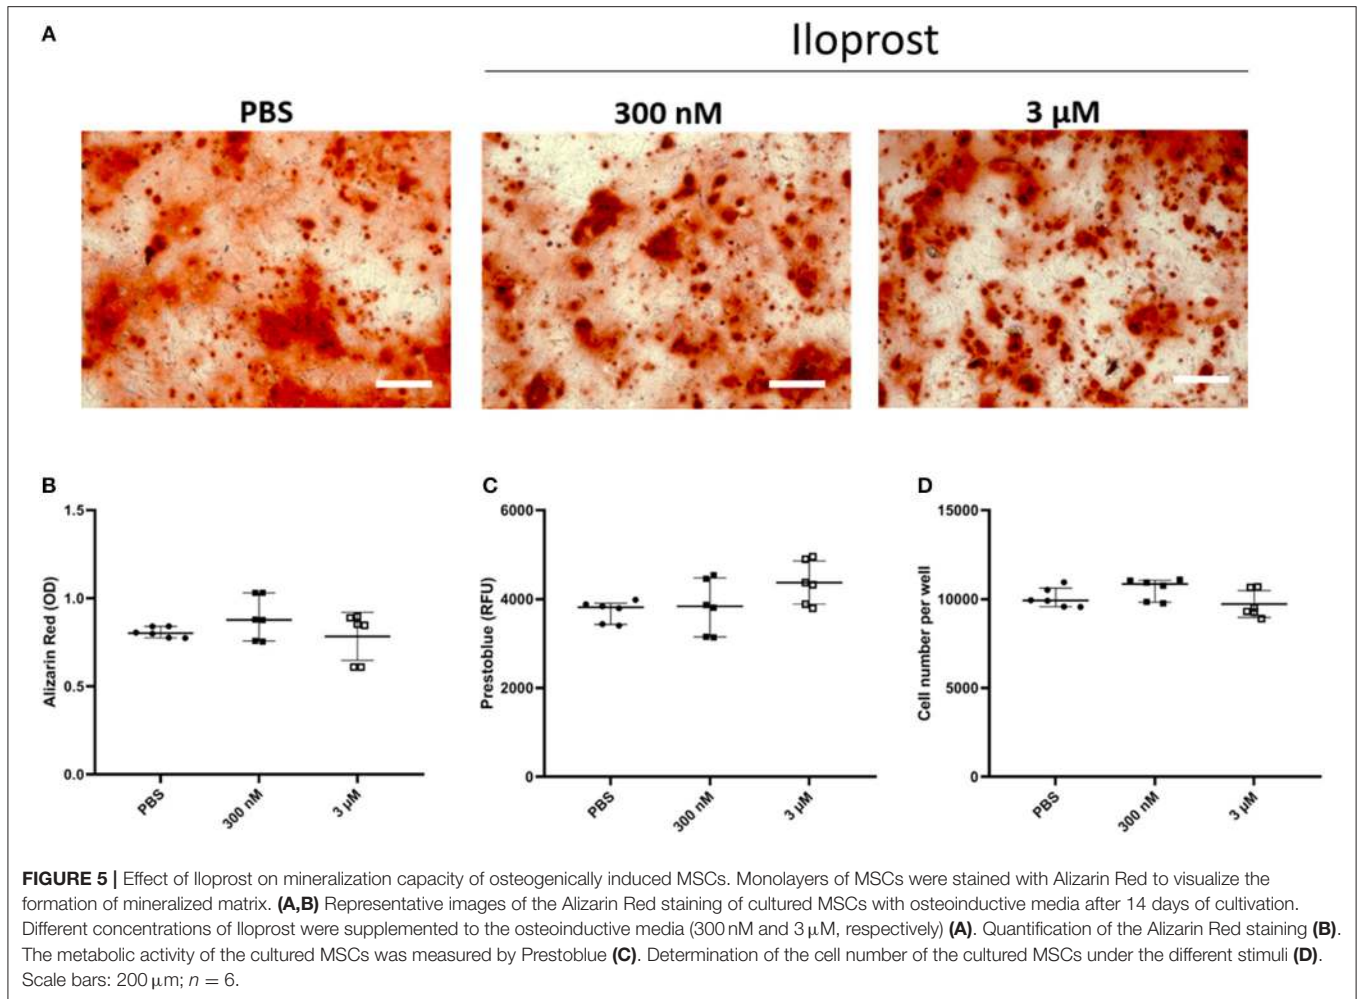 A
Iloprost
PBS
300 nM
3 µM
B
1.5
1.0
0.5
0.0
Alizarin Red (OD)
PBS
300 nM
3 µM
C
6000
4000
2000
0
Prestoblue (RFU)
PBS
300 nM
3 µM
D
15000
10000
5000
0
Cell number per well
PBS
300 nM
3 µM
FIGURE 5 | Effect of Iloprost on mineralization capacity of osteogenically induced MSCs. Monolayers of MSCs were stained with Alizarin Red to visualize the
formation of mineralized matrix. (A,B) Representative images of the Alizarin Red staining of cultured MSCs with osteoinductive media after 14 days of cultivation.
Different concentrations of Iloprost were supplemented to the osteoinductive media (300 nM and 3 µM, respectively) (A). Quantification of the Alizarin Red staining (B).
The metabolic activity of the cultured MSCs was measured by Prestoblue (C). Determination of the cell number of the cultured MSCs under the different stimuli (D).
Scale bars: 200 µm; n = 6.